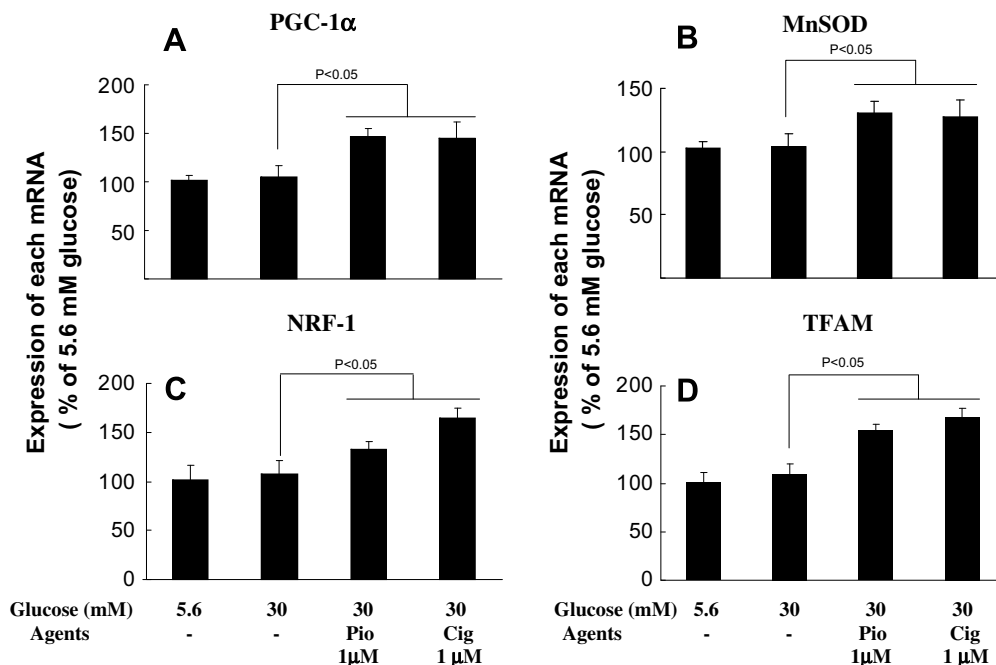 PGC-1α
A
P<0.05
200
150
100
50
MnSOD
B
P<0.05
150
100
50
Expression of each mRNA
( % of 5.6 mM glucose)
Expression of each mRNA
( % of 5.6 mM glucose)
NRF-1
C
P<0.05
200
150
100
50
0
TFAM
D
P<0.05
200
150
100
50
0
Glucose (mM) 5.6 30 30 30
Agents - - Pio Cig
1μM 1 μM
Glucose (mM) 5.6 30 30 30
Agents - - Pio Cig
1μM 1 μM